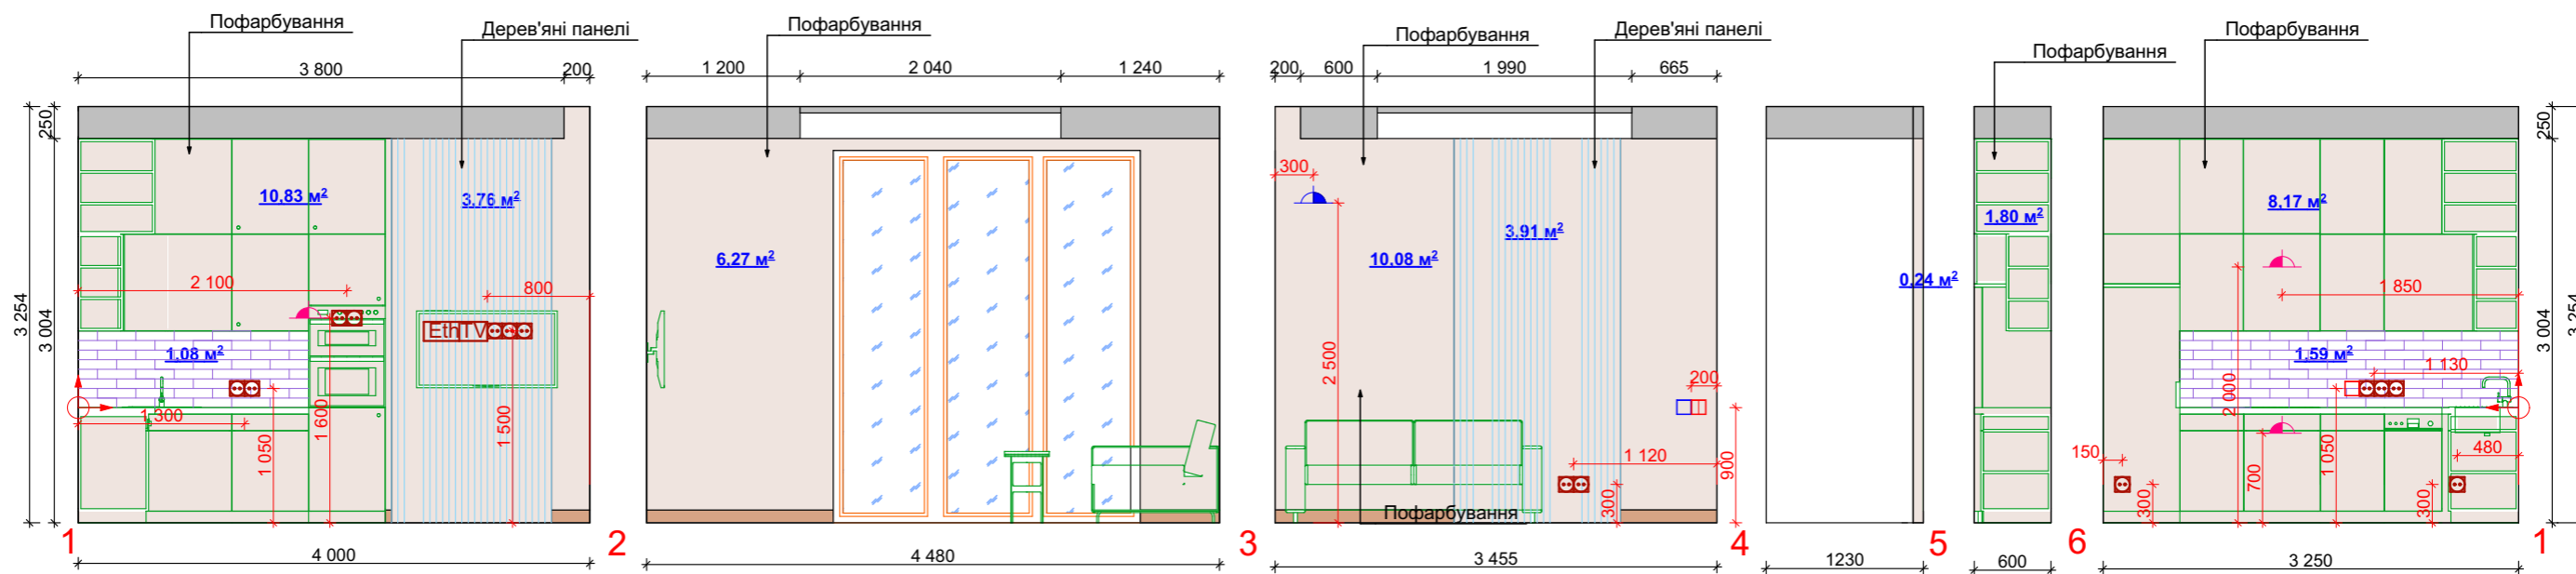 Пофарбування
Дерев'яні панелі
3 800
200
250
3 254
3 004
10,83 м²
3,76 м²
2 100
800
Eth
TV
1,08 м²
1 300
1 050
1 600
1 500
1
4 000
2
Пофарбування
1 200
2 040
1 240
6,27 м²
4 480
3
Пофарбування
Дерев'яні панелі
200
600
1 990
665
300
3,91 м²
10,08 м²
2 500
200
1 120
900
300
Пофарбування
3 455
4
0,24 м²
1230
5
Пофарбування
1,80 м²
600
6
Пофарбування
250
3 004
3 254
8,17 м²
1 850
1,59 м²
1 130
2 000
1 050
700
480
150
300
300
3 250
1